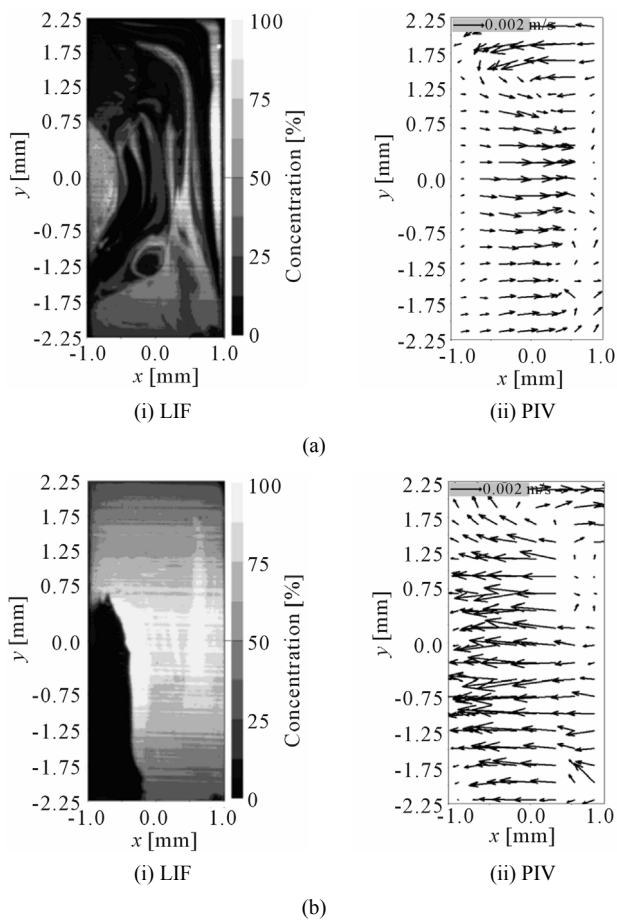 2.25
1.75
1.25
0.75
0.0
-0.75
-1.25
-1.75
-2.25
y [mm]
-1.0 0.0 1.0
x [mm]
100
75
50
25
0
Concentration [%]
(i) LIF
2.25
1.75
1.25
0.75
0.0
-0.75
-1.25
-1.75
-2.25
y [mm]
0.002 m/s
-1.0 0.0 1.0
x [mm]
(ii) PIV
(a)
2.25
1.75
1.25
0.75
0.0
-0.75
-1.25
-1.75
-2.25
y [mm]
-1.0 0.0 1.0
x [mm]
100
75
50
25
0
Concentration [%]
(i) LIF
2.25
1.75
1.25
0.75
0.0
-0.75
-1.25
-1.75
-2.25
y [mm]
0.002 m/s
-1.0 0.0 1.0
x [mm]
(ii) PIV
(b)